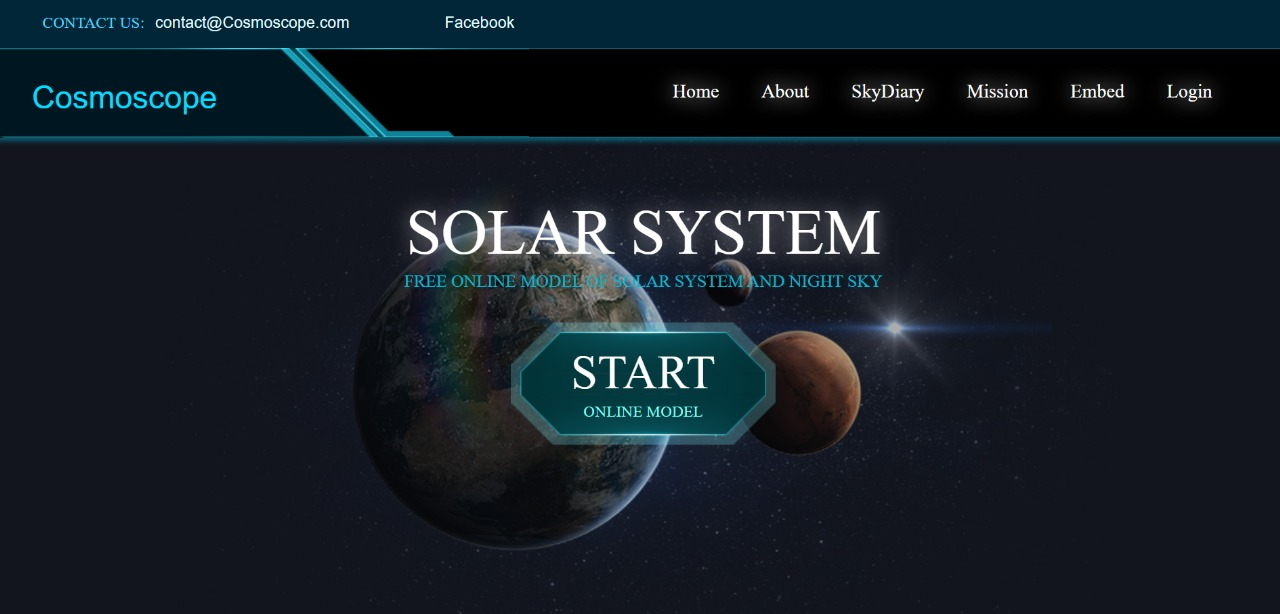 CONTACT US: contact@Cosmoscope.com Facebook
Cosmoscope
Home About SkyDiary Mission Embed Login
SOLAR SYSTEM
FREE ONLINE MODEL OF SOLAR SYSTEM AND NIGHT SKY
START
ONLINE MODEL